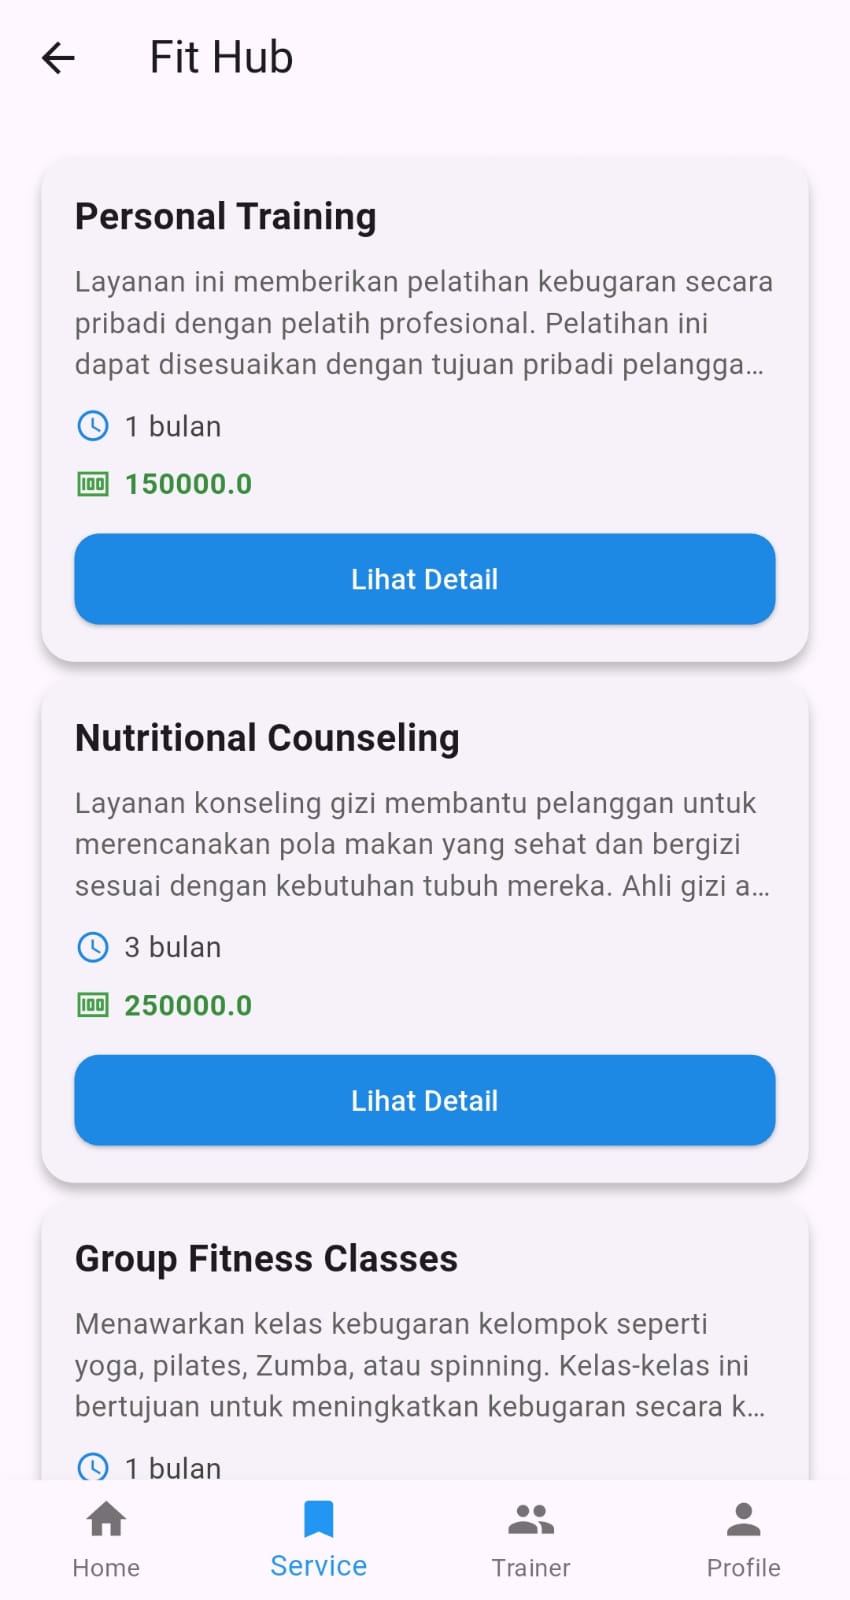 Fit Hub
Personal Training
Layanan ini memberikan pelatihan kebugaran secara
pribadi dengan pelatih profesional. Pelatihan ini
dapat disesuaikan dengan tujuan pribadi pelangga…
1 bulan
150000.0
Lihat Detail
Nutritional Counseling
Layanan konseling gizi membantu pelanggan untuk
merencanakan pola makan yang sehat dan bergizi
sesuai dengan kebutuhan tubuh mereka. Ahli gizi a…
3 bulan
250000.0
Lihat Detail
Group Fitness Classes
Menawarkan kelas kebugaran kelompok seperti
yoga, pilates, Zumba, atau spinning. Kelas-kelas ini
bertujuan untuk meningkatkan kebugaran secara k…
1 bulan
Home Service Trainer Profile